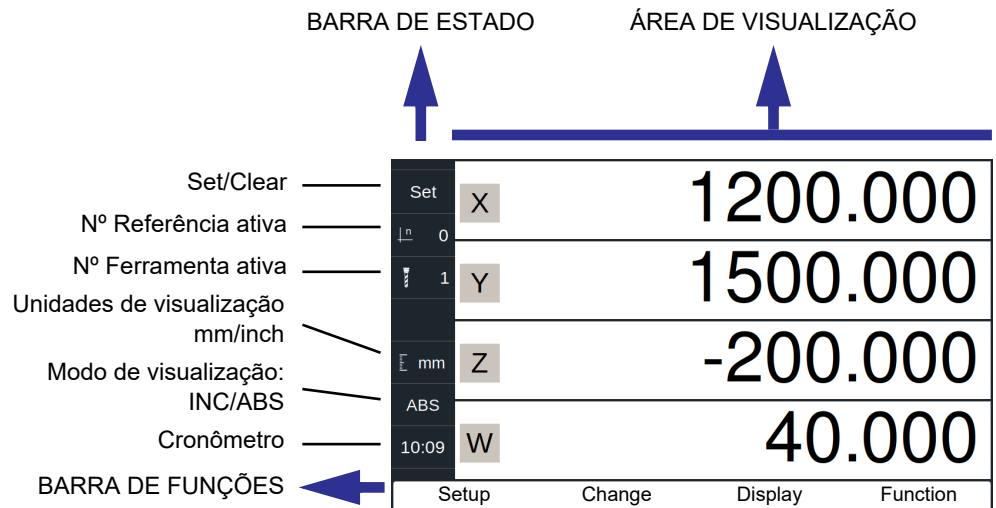 BARRA DE ESTADO
ÁREA DE VISUALIZAÇÃO
Set/Clear
Nº Referência ativa
Nº Ferramenta ativa
Unidades de visualização
mm/inch
Modo de visualização:
INC/ABS
Cronômetro
BARRA DE FUNÇÕES
Set
n 0
1
mm
ABS
10:09
X 1200.000
Y 1500.000
Z -200.000
W 40.000
Setup Change Display Function